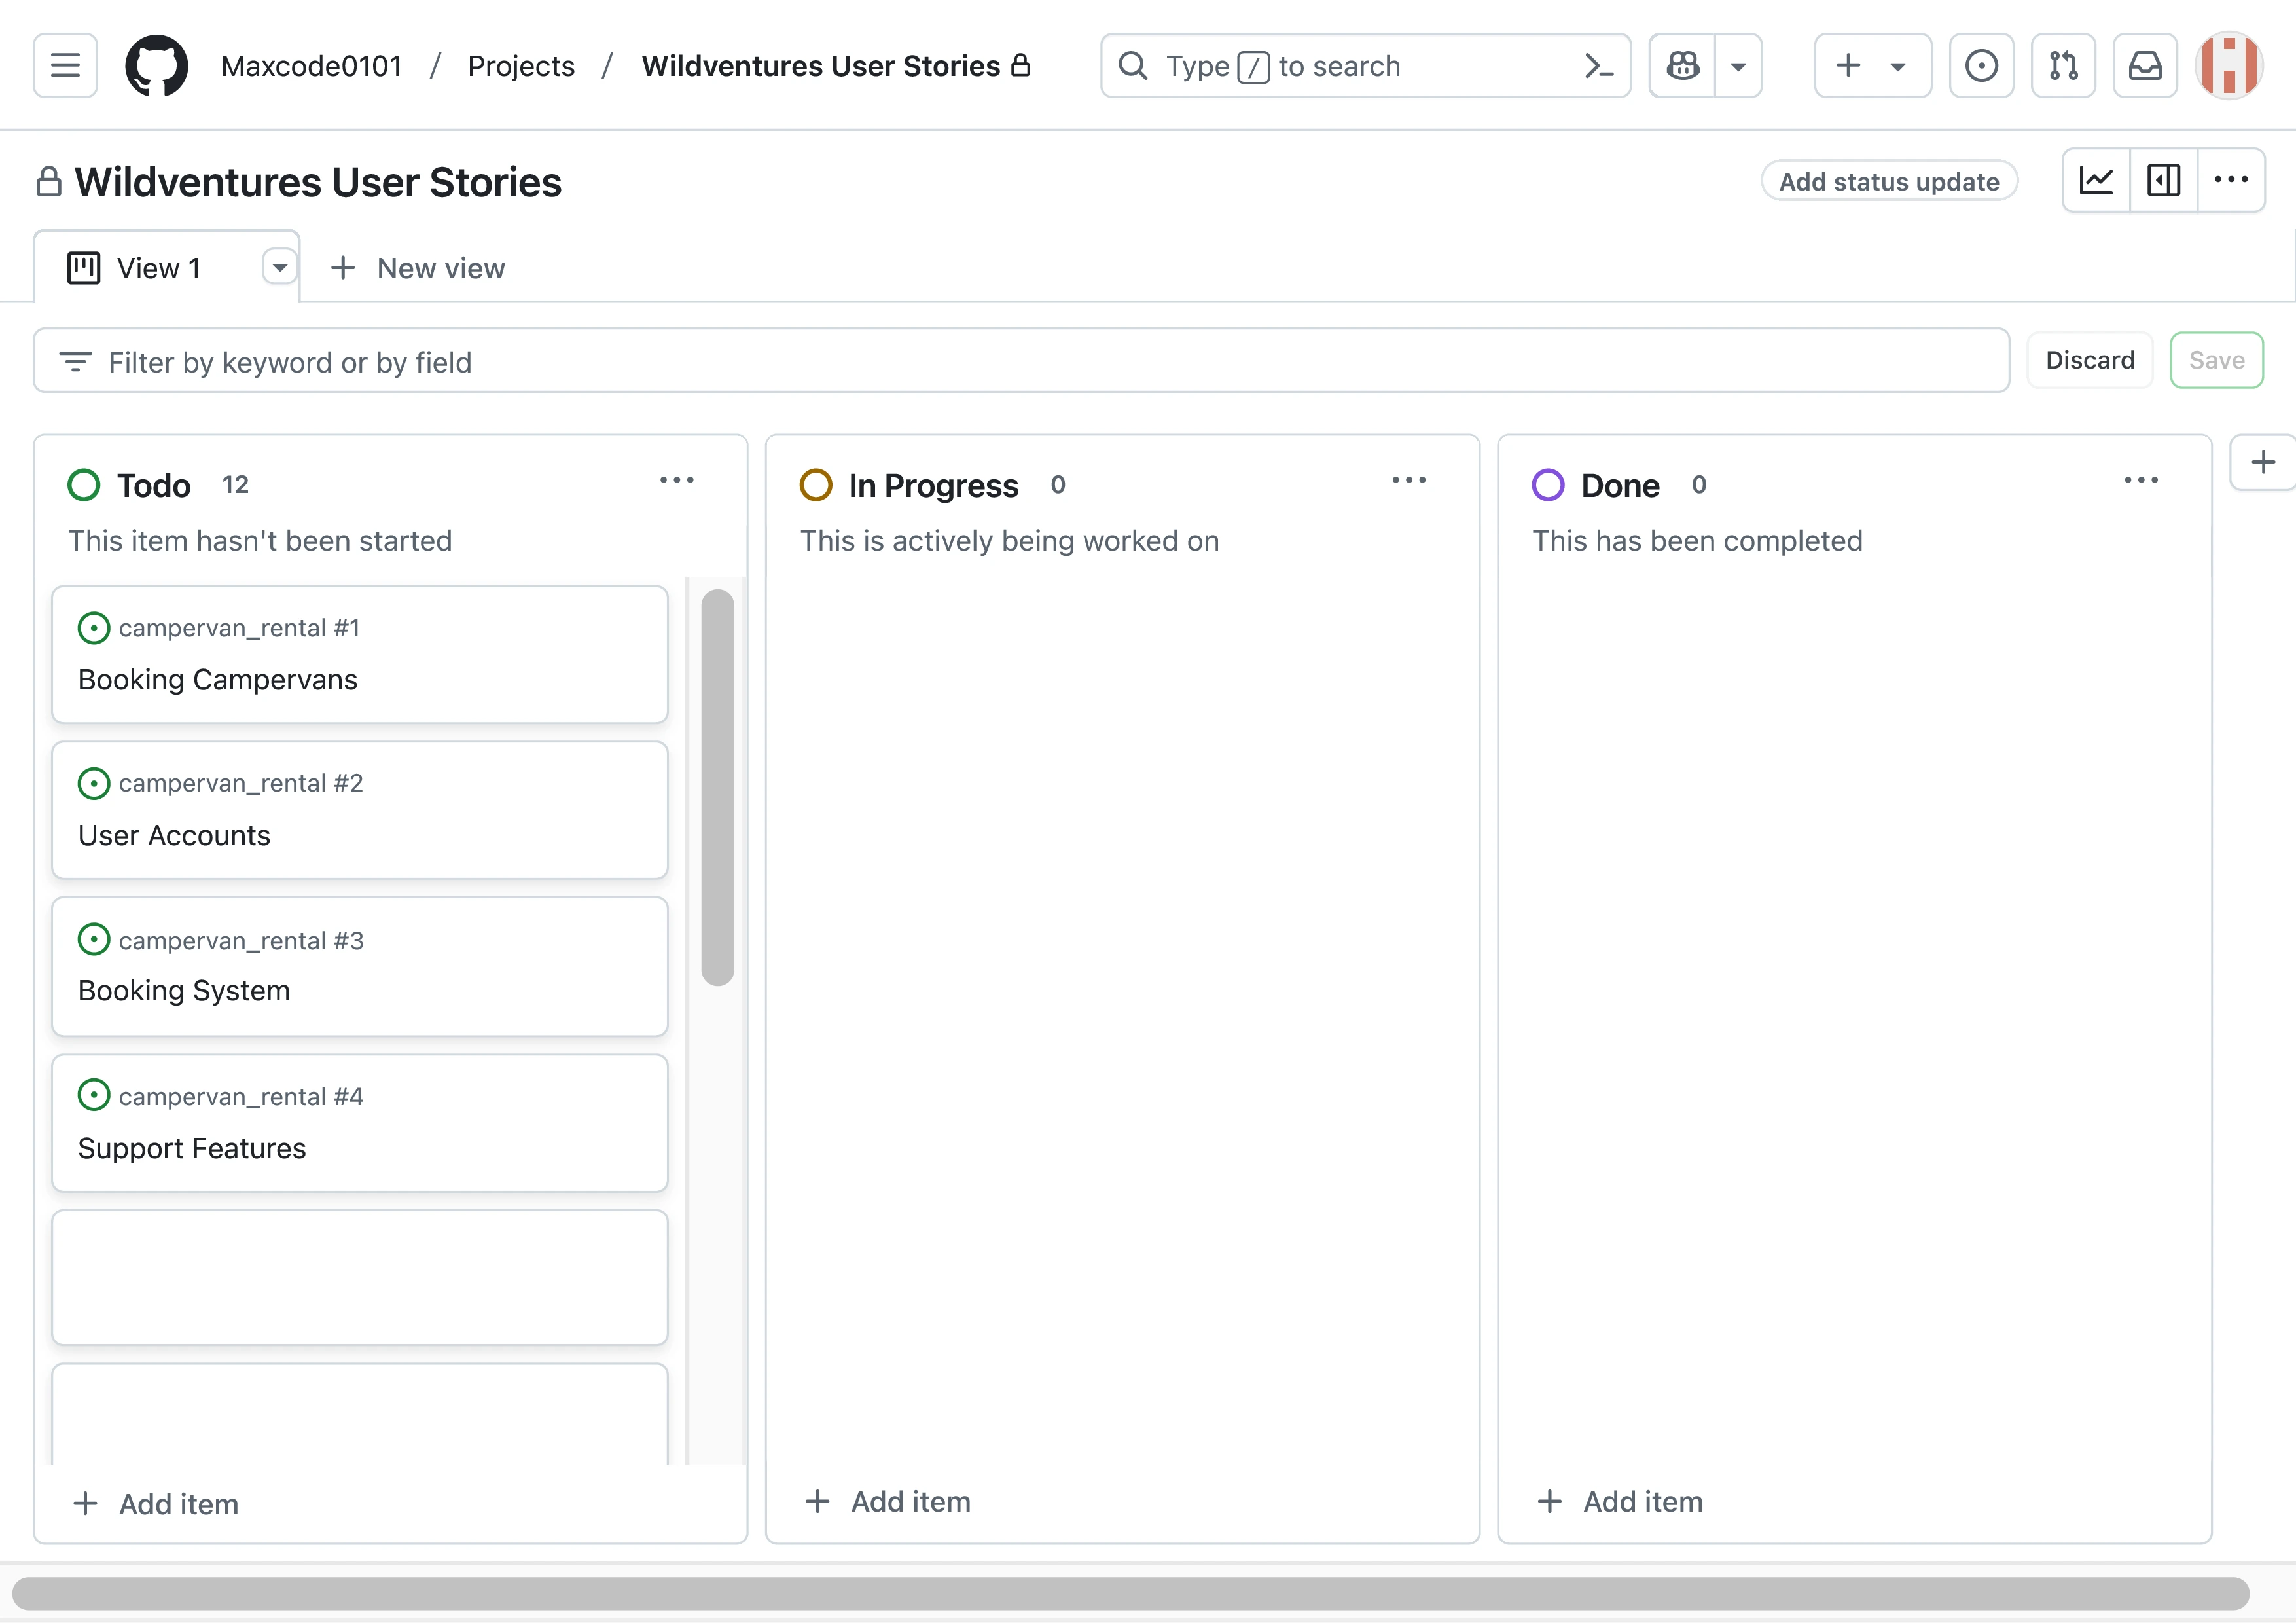 Maxcode0101 / Projects / Wildventures User Stories
Type / to search
Wildventures User Stories
Add status update
View 1
New view
Filter by keyword or by field
Discard
Save
Todo 12
This item hasn't been started
campervan_rental #1
Booking Campervans
campervan_rental #2
User Accounts
campervan_rental #3
Booking System
campervan_rental #4
Support Features
Add item
In Progress 0
This is actively being worked on
Add item
Done 0
This has been completed
Add item